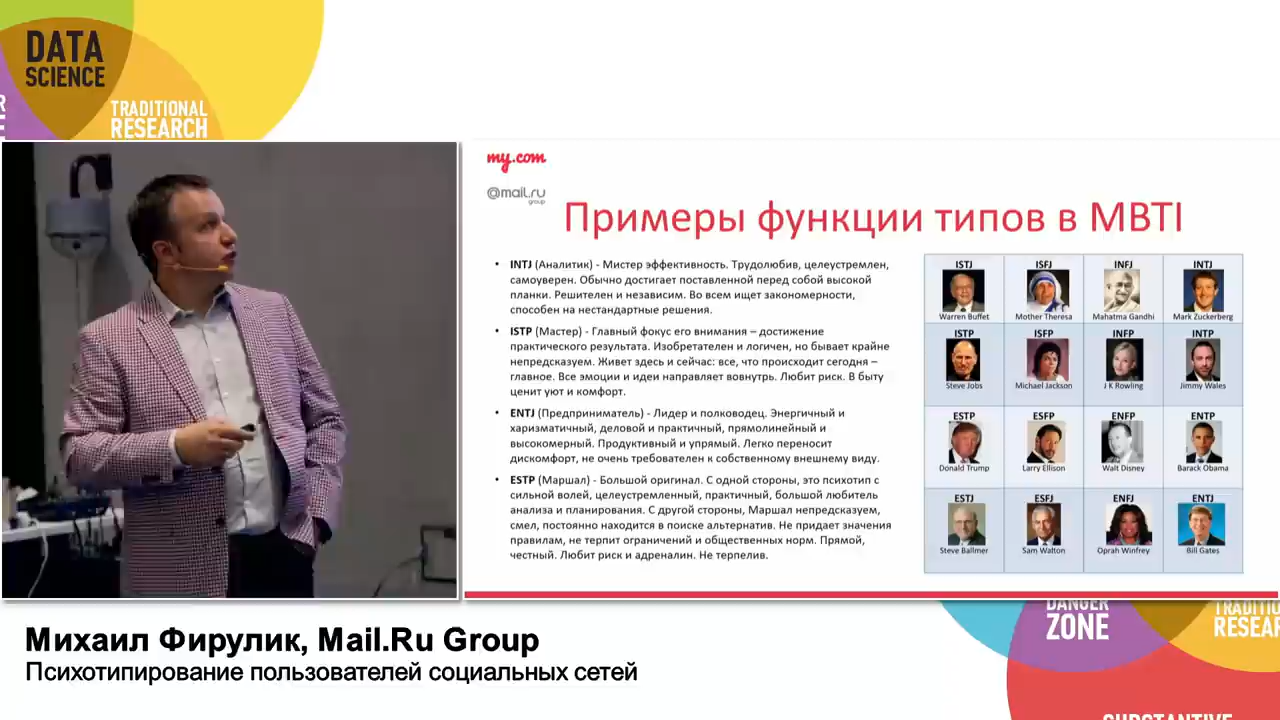 DATA
SCIENCE
TRADITIONAL
RESEARCH
my.com
@mail.ru
group
Примеры функции типов в MBTI
• INTJ (Аналитик) - Мистер эффективность. Трудолюбив, целеустремлен,
самоуверен. Обычно достигает поставленной перед собой высокой
планки. Решителен и независим. Во всем ищет закономерности,
способен на нестандартные решения.
• ISTP (Мастер) - Главный фокус его внимания – достижение
практического результата. Изобретателен и логичен, но бывает крайне
непредсказуем. Живет здесь и сейчас: все, что происходит сегодня –
главное. Все эмоции и идеи направляет вовнутрь. Любит риск. В быту
ценит уют и комфорт.
• ENTJ (Предприниматель) - Лидер и полководец. Энергичный и
харизматичный, деловой и практичный, прямолинейный и
высокомерный. Продуктивный и упрямый. Легко переносит
дискомфорт, не очень требователен к собственному внешнему виду.
• ESTP (Маршал) - Большой оригинал. С одной стороны, это психотип с
сильной волей, целеустремленный, практичный, большой любитель
анализа и планирования. С другой стороны, Маршал непредсказуем,
смел, постоянно находится в поиске альтернатив. Не придает значения
правилам, не терпит ограничений и общественных норм. Прямой,
честный. Любит риск и адреналин. Не терпелив.
ISTJ ISFJ INFJ INTJ
Warren Buffet Mother Theresa Mahatma Gandhi Mark Zuckerberg
ISTP ISFP INFP INTP
Steve Jobs Michael Jackson J K Rowling Jimmy Wales
ESTP ESFP ENFP ENTP
Donald Trump Larry Ellison Walt Disney Barack Obama
ESTJ ESFJ ENFJ ENTJ
Steve Ballmer Sam Walton Oprah Winfrey Bill Gates
Михаил Фирулик, Mail.Ru Group
Психотипирование пользователей социальных сетей
DANGER
ZONE
TRADITIO
RESEAR
SUBSTANTIVE